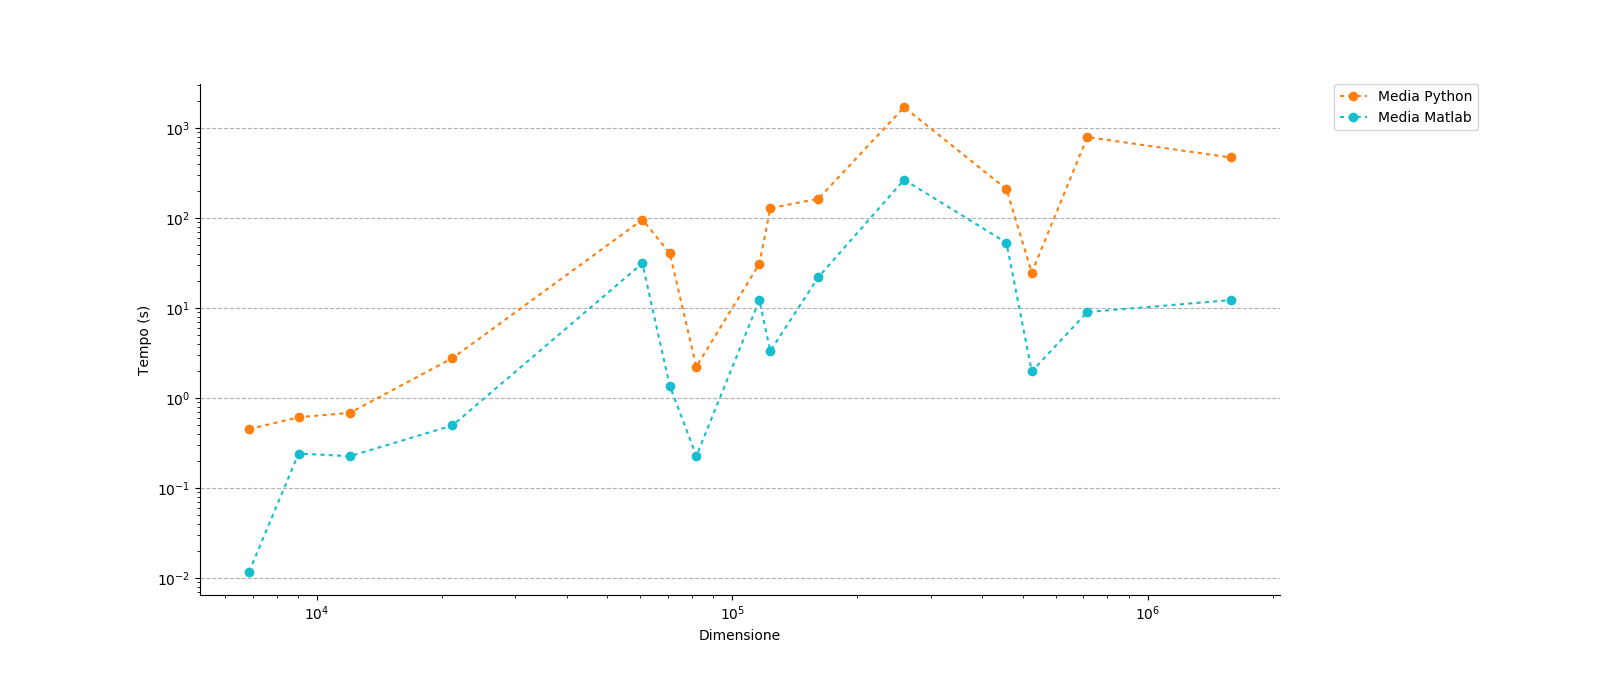 Media Python
Media Matlab
10³
10²
10¹
10⁰
10⁻¹
10⁻²
Tempo (s)
10⁴
10⁵
10⁶
Dimensione